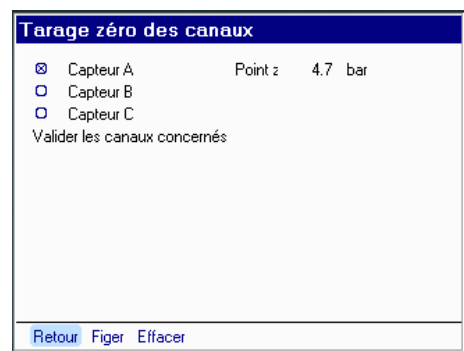 Tarage zéro des canaux
Capteur A Point z 4.7 bar
Capteur B
Capteur C
Valider les canaux concernés
Retour Figer Effacer